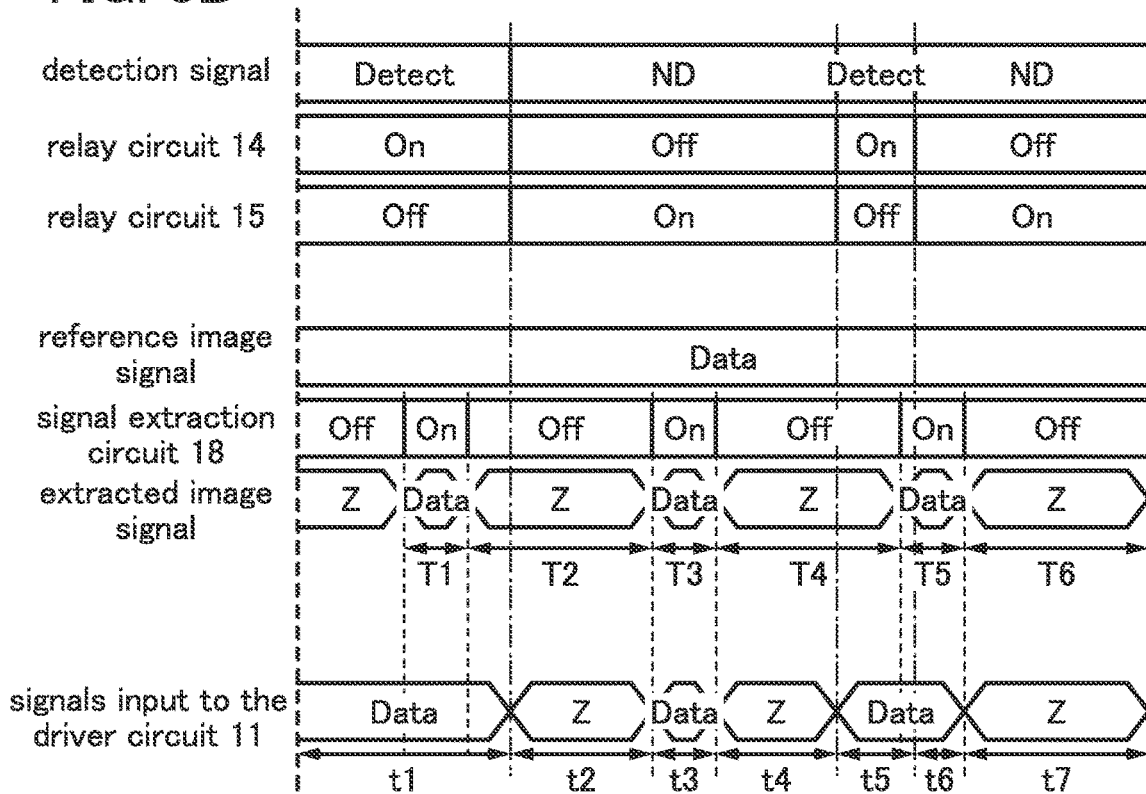 detection signal Detect ND Detect ND
relay circuit 14 On Off On Off
relay circuit 15 Off On Off On
reference image
signal
Data
signal extraction
circuit 18
Off On Off On Off On Off
extracted image
signal
Z Data Z Data Z Data Z
T1 T2 T3 T4 T5 T6
signals input to the
driver circuit 11
Data Z Data Z Data Z
t1 t2 t3 t4 t5 t6 t7